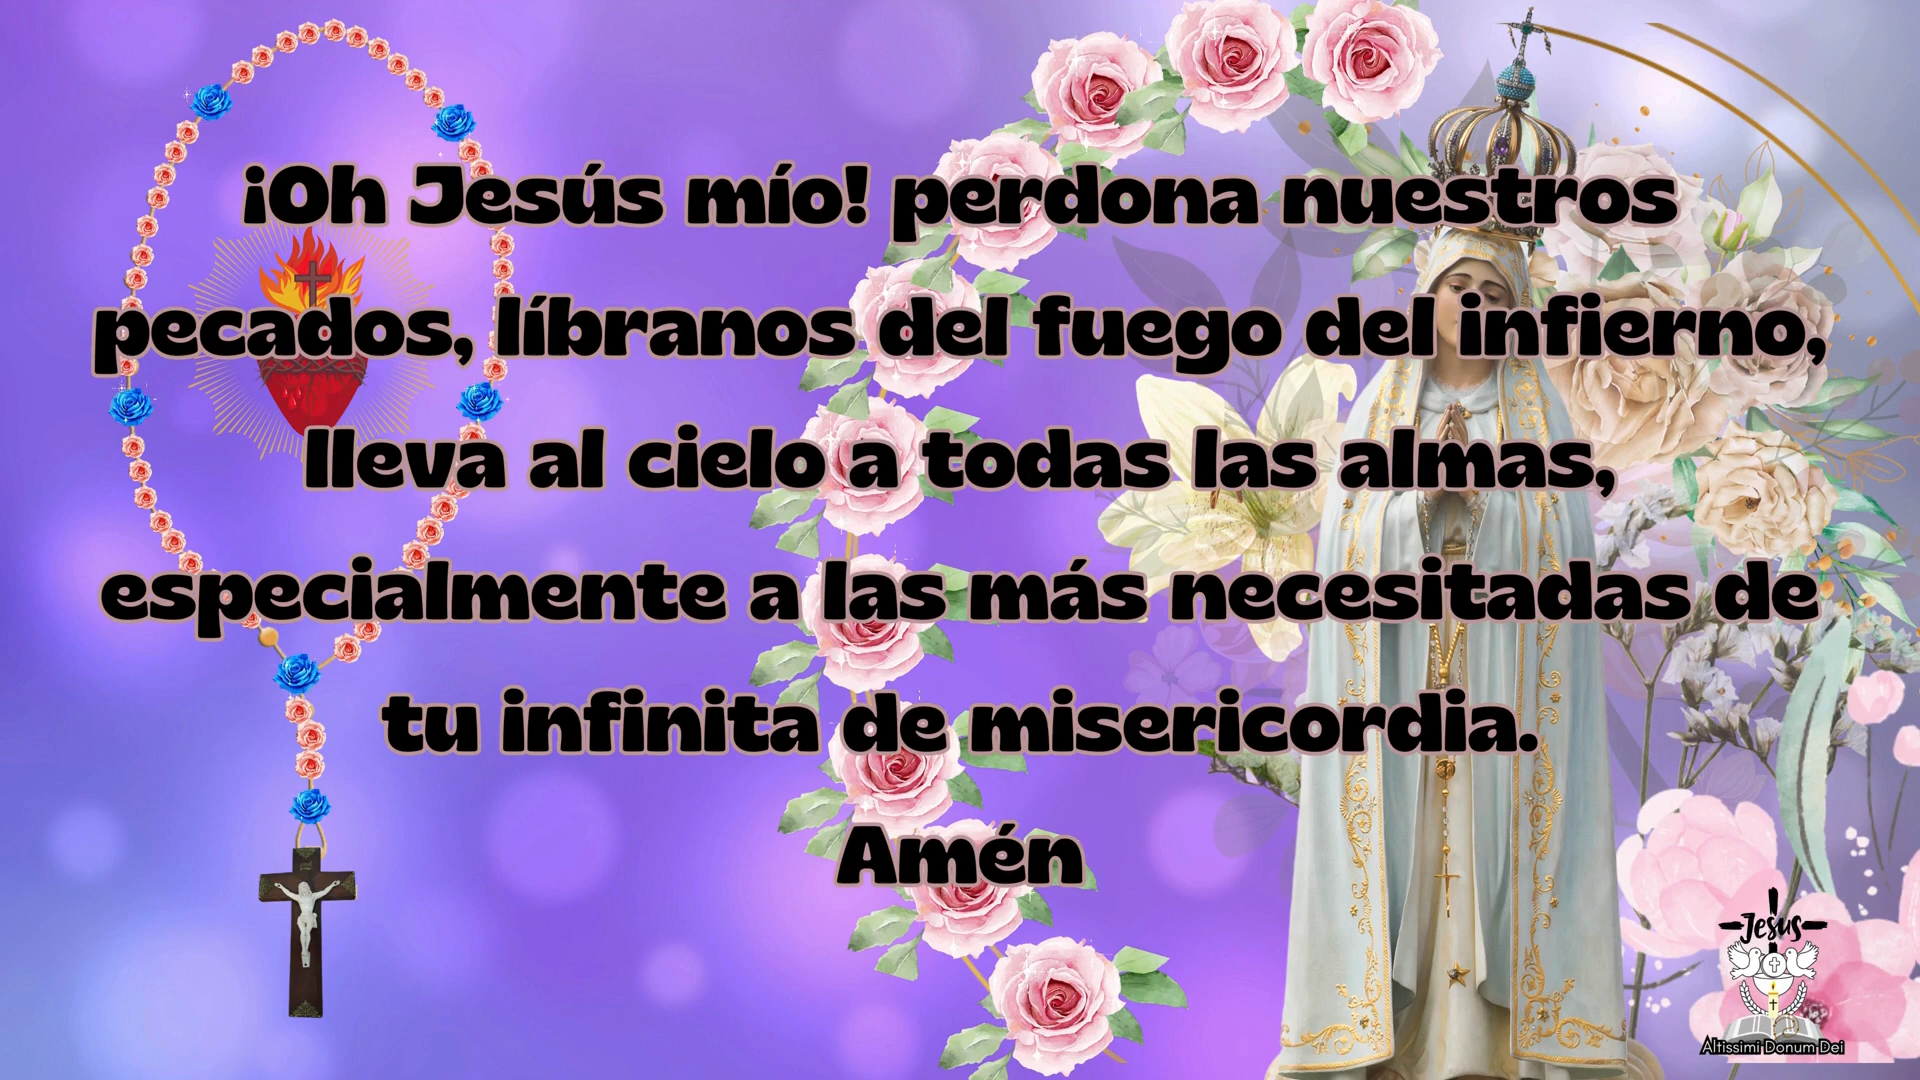 ¡Oh Jesús mío! perdona nuestros
pecados, líbranos del fuego del infierno,
lleva al cielo a todas las almas,
especialmente a las más necesitadas de
tu infinita de misericordia.
Amén
Jesus
Altissimi Donum Dei